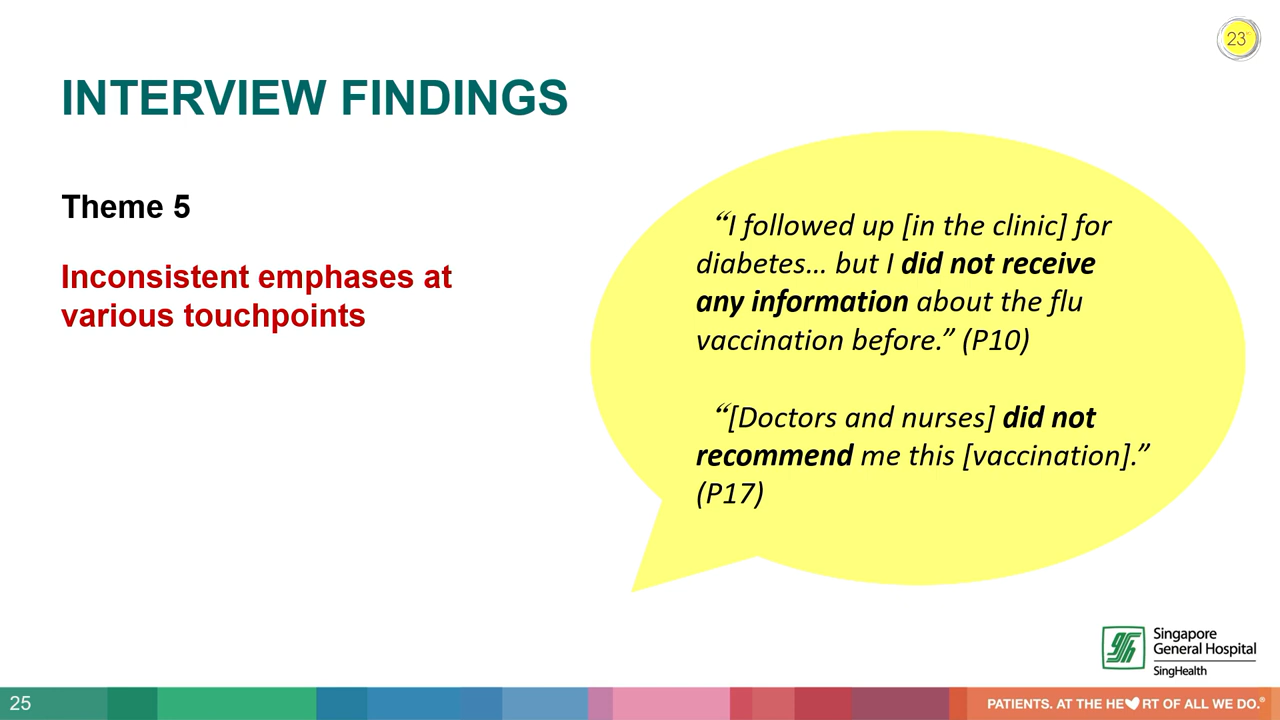 23
INTERVIEW FINDINGS
Theme 5
Inconsistent emphases at
various touchpoints
“I followed up [in the clinic] for
diabetes… but I did not receive
any information about the flu
vaccination before.” (P10)
“[Doctors and nurses] did not
recommend me this [vaccination].”
(P17)
Singapore
General Hospital
SingHealth
25
PATIENTS. AT THE HE♥RT OF ALL WE DO.®